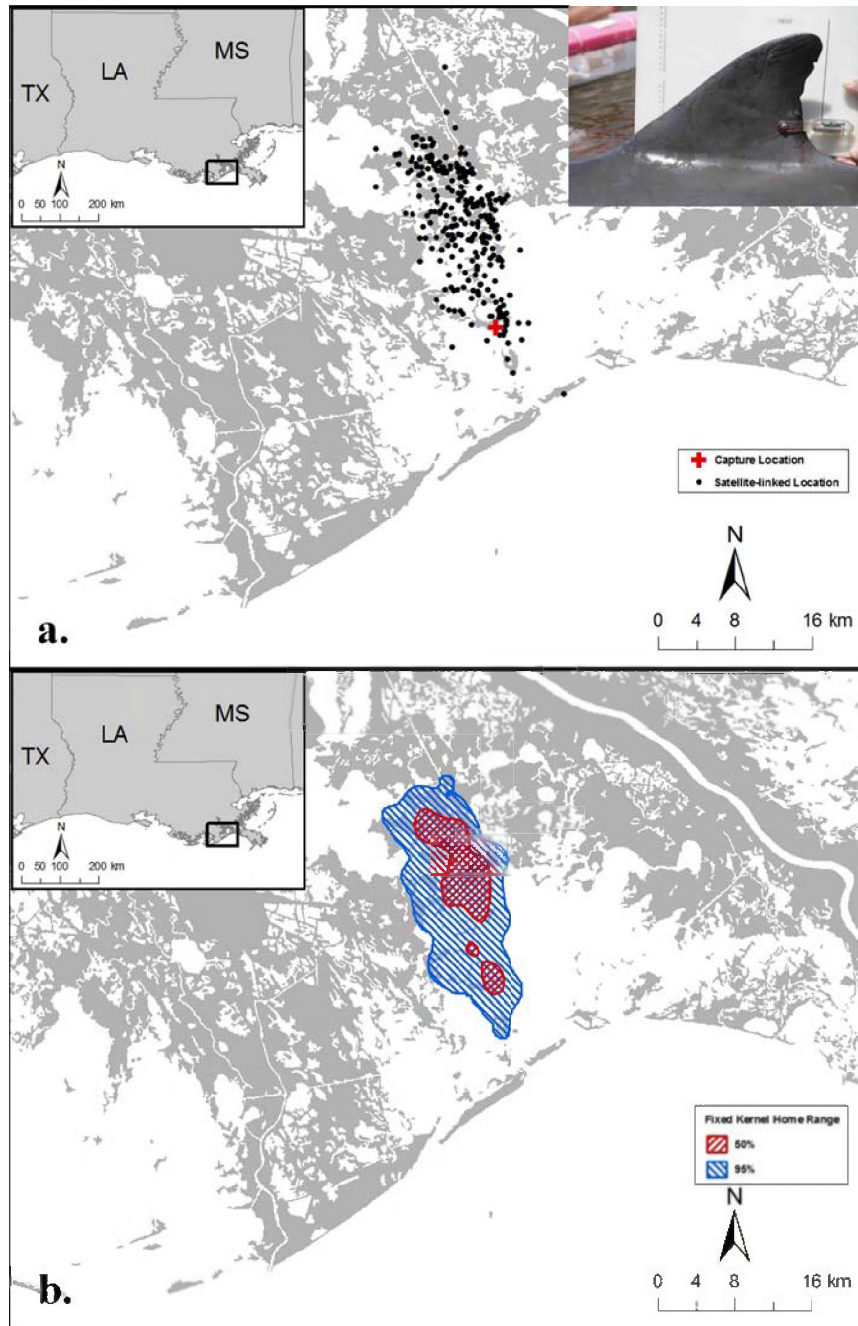 TX
LA
MS
N
0 50 100 200 km
Capture Location
Satellite-linked Location
N
0 4 8 16 km
a.
TX
LA
MS
N
0 50 100 200 km
Fixed Kernel Home Range
50%
95%
N
0 4 8 16 km
b.